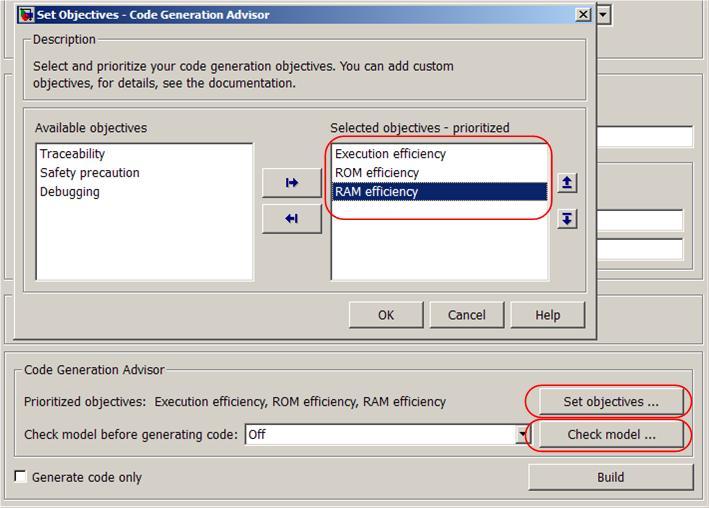 Set Objectives - Code Generation Advisor
Description
Select and prioritize your code generation objectives. You can add custom
objectives, for details, see the documentation.
Available objectives
Traceability
Safety precaution
Debugging
Selected objectives - prioritized
Execution efficiency
ROM efficiency
RAM efficiency
OK
Cancel
Help
Code Generation Advisor
Prioritized objectives: Execution efficiency, ROM efficiency, RAM efficiency
Set objectives ...
Check model before generating code: Off
Check model ...
Generate code only
Build